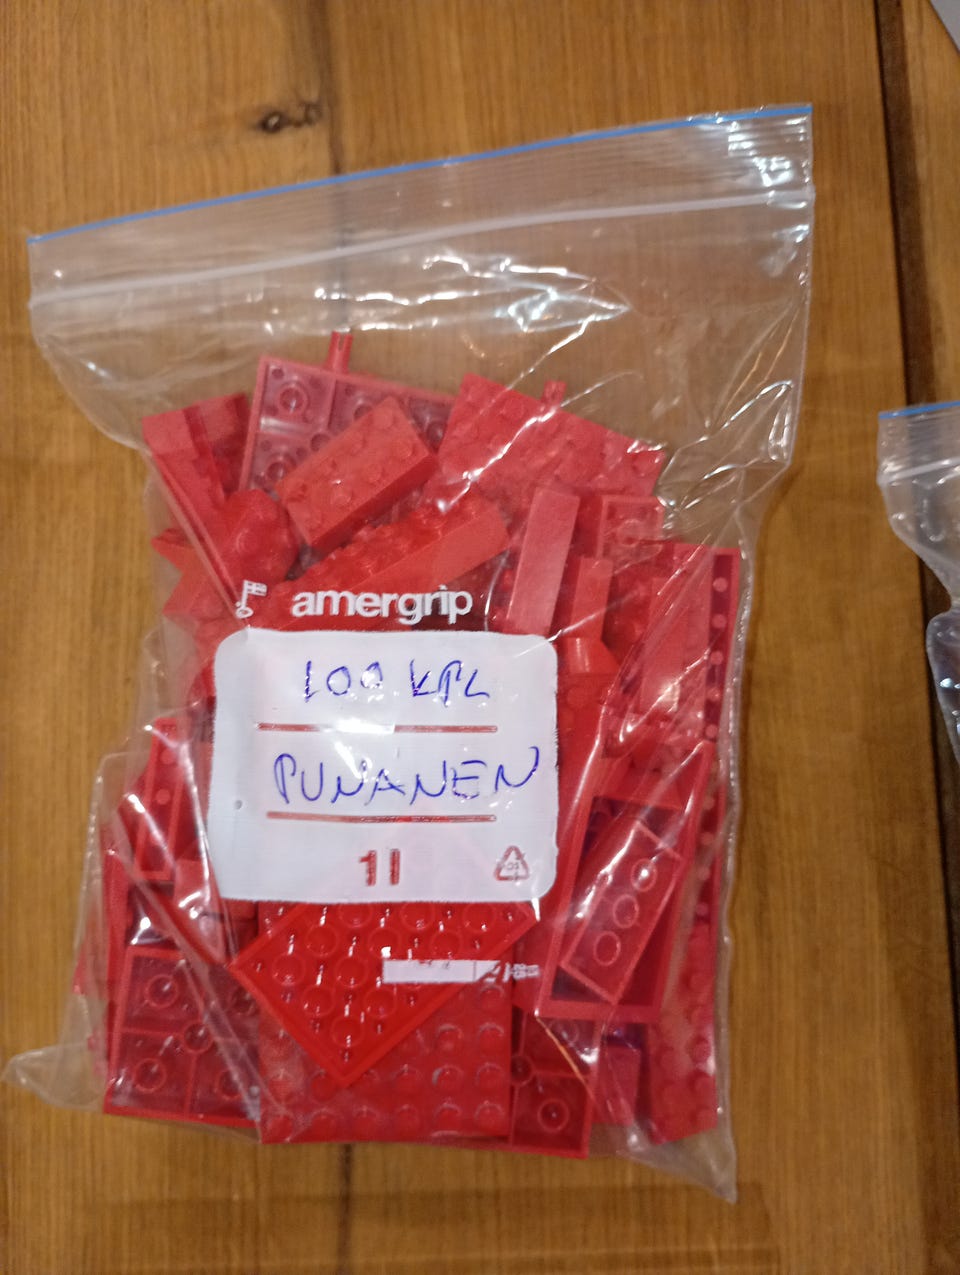 amergrip
100 KPL
PUNANEN
1l